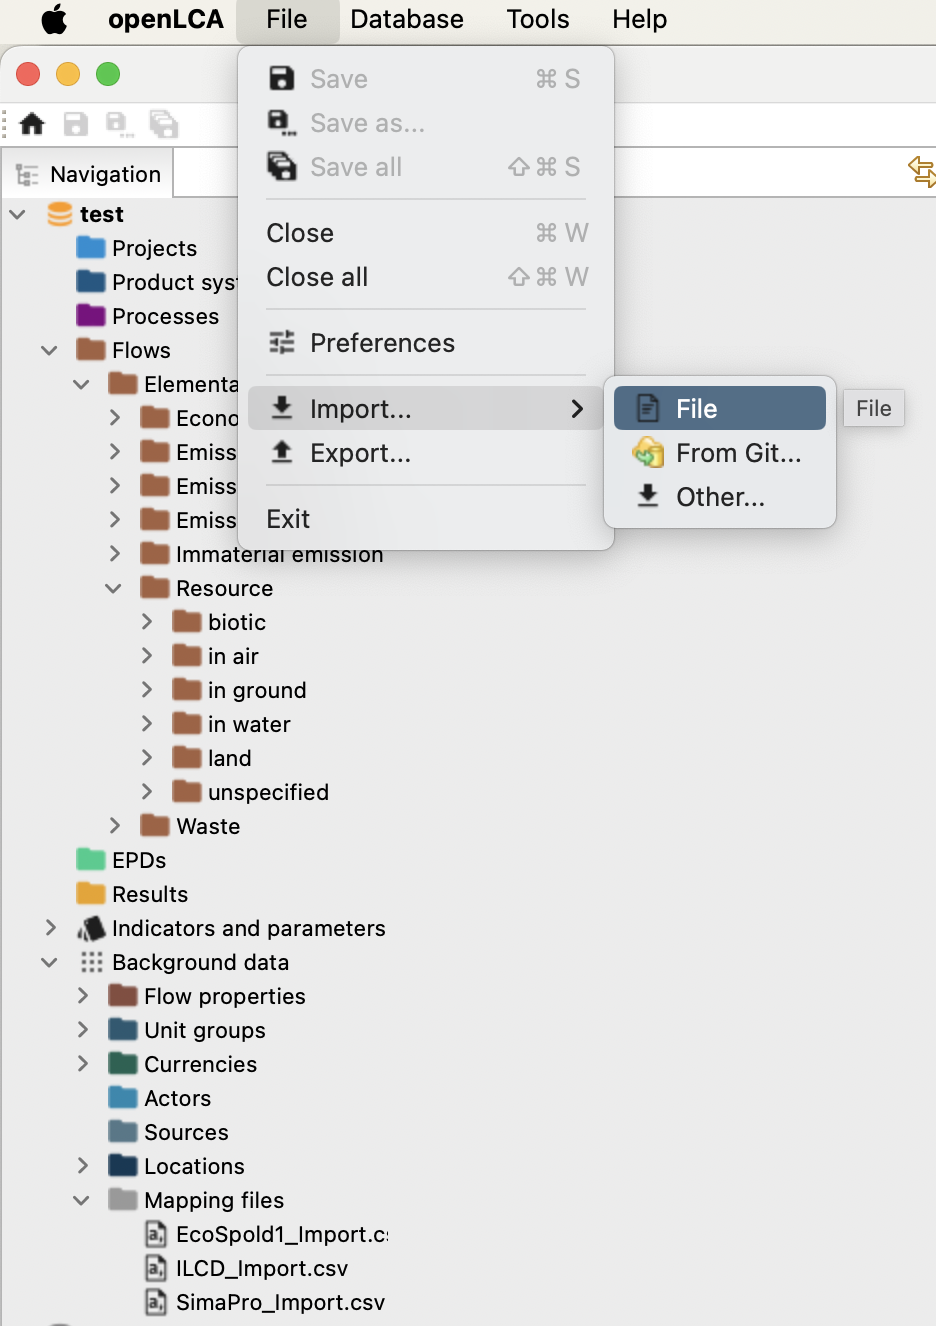 openLCA File Database Tools Help
Save ⌘ S
Save as...
Save all ⇧ ⌘ S
Close ⌘ W
Close all ⇧ ⌘ W
Preferences
Import...
Export...
Exit
File
From Git...
Other...
File
Navigation
test
Projects
Product sys
Processes
Flows
Elementa
Econo
Emiss
Emiss
Emiss
Immaterial emission
Resource
biotic
in air
in ground
in water
land
unspecified
Waste
EPDs
Results
Indicators and parameters
Background data
Flow properties
Unit groups
Currencies
Actors
Sources
Locations
Mapping files
EcoSpold1_Import.c
ILCD_Import.csv
SimaPro_Import.csv